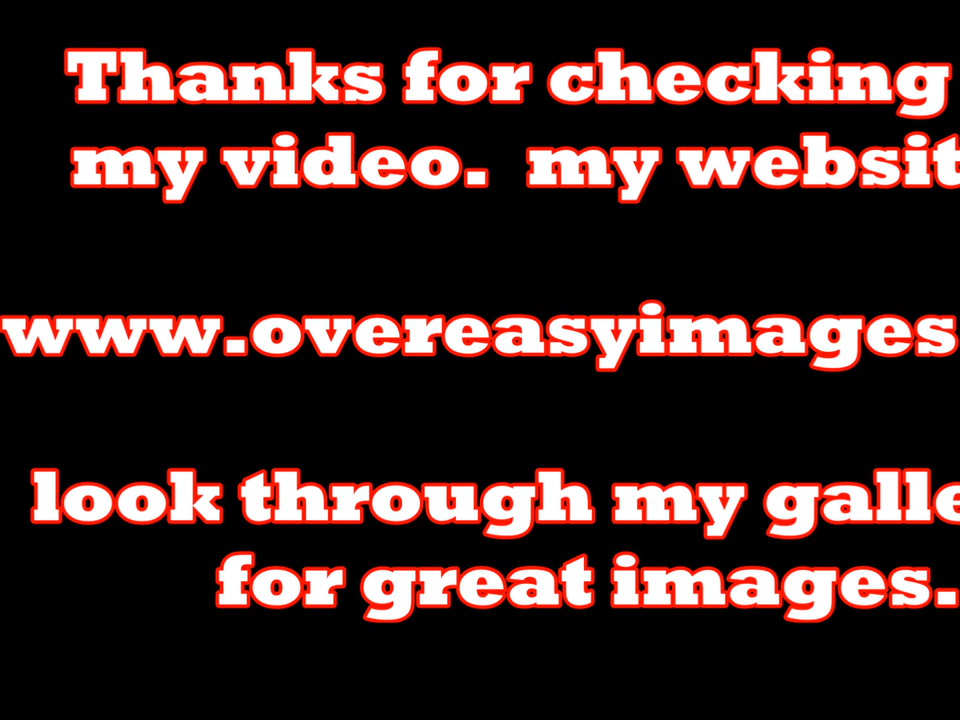 Thanks for checking
my video.  my websit
www.overeasyimages
look through my galle
for great images.